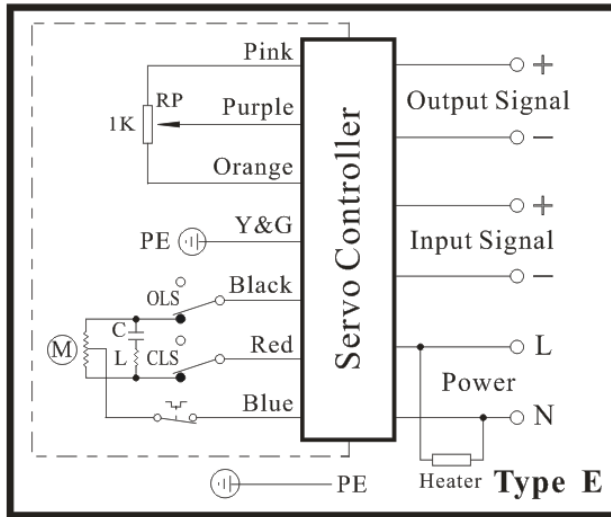 Pink
RP
1K
Purple
Orange
PE
Y&G
OLS
Black
C
M
L
CLS
Red
Blue
PE
Servo Controller
+
Output Signal
−
+
Input Signal
−
L
Power
N
Heater
Type E